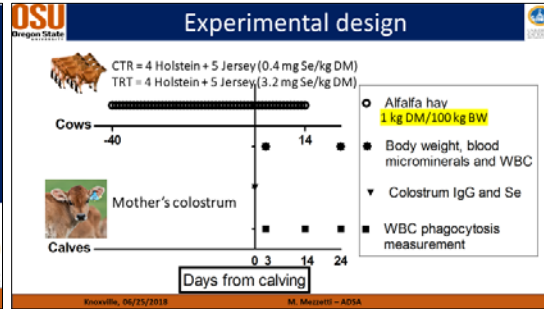 OSU
Oregon State
UNIVERSITY
Experimental design
CTR = 4 Holstein + 5 Jersey (0.4 mg Se/kg DM)
TRT = 4 Holstein + 5 Jersey (3.2 mg Se/kg DM)
Cows
-40
14
Alfalfa hay
1 kg DM/100 kg BW
Body weight, blood
microminerals and WBC
Mother's colostrum
Colostrum IgG and Se
WBC phagocytosis
measurement
Calves
0 3 14 24
Days from calving
Knoxville, 06/25/2018
M. Mezzetti – ADSA